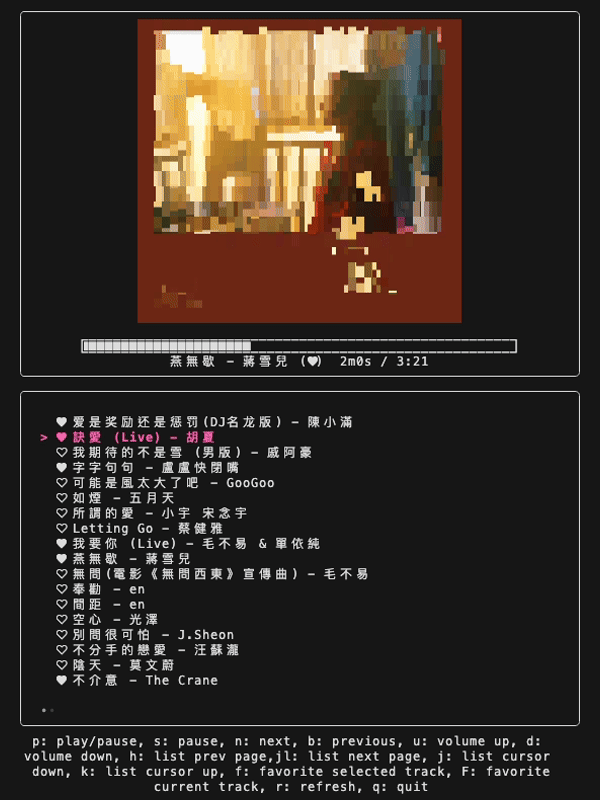 燕無歇 - 蔣雪兒 (♥) 2m0s / 3:21
♥ 爱是奖励还是惩罚(DJ名龙版) - 陳小滿
> ♥ 訣愛 (Live) - 胡夏
♡ 我期待的不是雪 (男版) - 戚阿豪
♥ 字字句句 - 盧盧快閉嘴
♡ 可能是風太大了吧 - GooGoo
♡ 如煙 - 五月天
♡ 所謂的愛 - 小宇 宋念宇
♡ Letting Go - 蔡健雅
♥ 我要你 (Live) - 毛不易 & 單依純
♥ 燕無歇 - 蔣雪兒
♡ 無問(電影《無問西東》宣傳曲) - 毛不易
♡ 奉勸 - en
♡ 間距 - en
♡ 空心 - 光澤
♡ 別問很可怕 - J.Sheon
♡ 不分手的戀愛 - 汪蘇瀧
♡ 陰天 - 莫文蔚
♥ 不介意 - The Crane
p: play/pause, s: pause, n: next, b: previous, u: volume up, d:
volume down, h: list prev page,jl: list next page, j: list cursor
down, k: list cursor up, f: favorite selected track, F: favorite
current track, r: refresh, q: quit